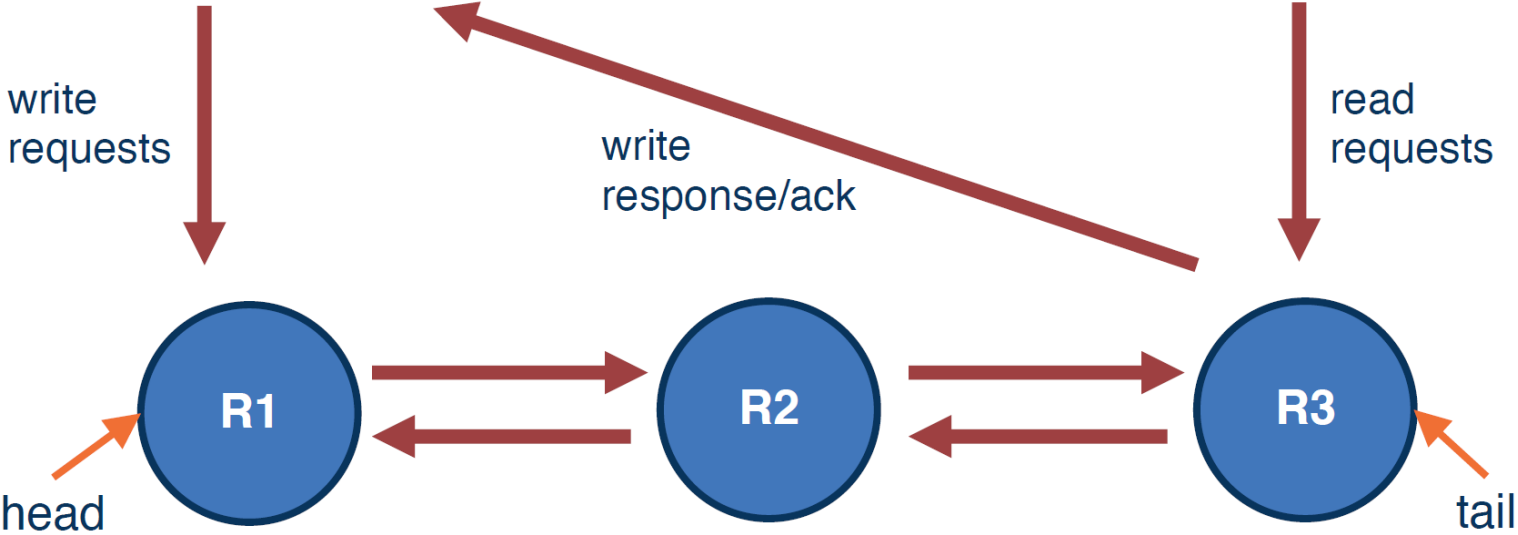 write
requests
write
response/ack
read
requests
R1
R2
R3
head
tail